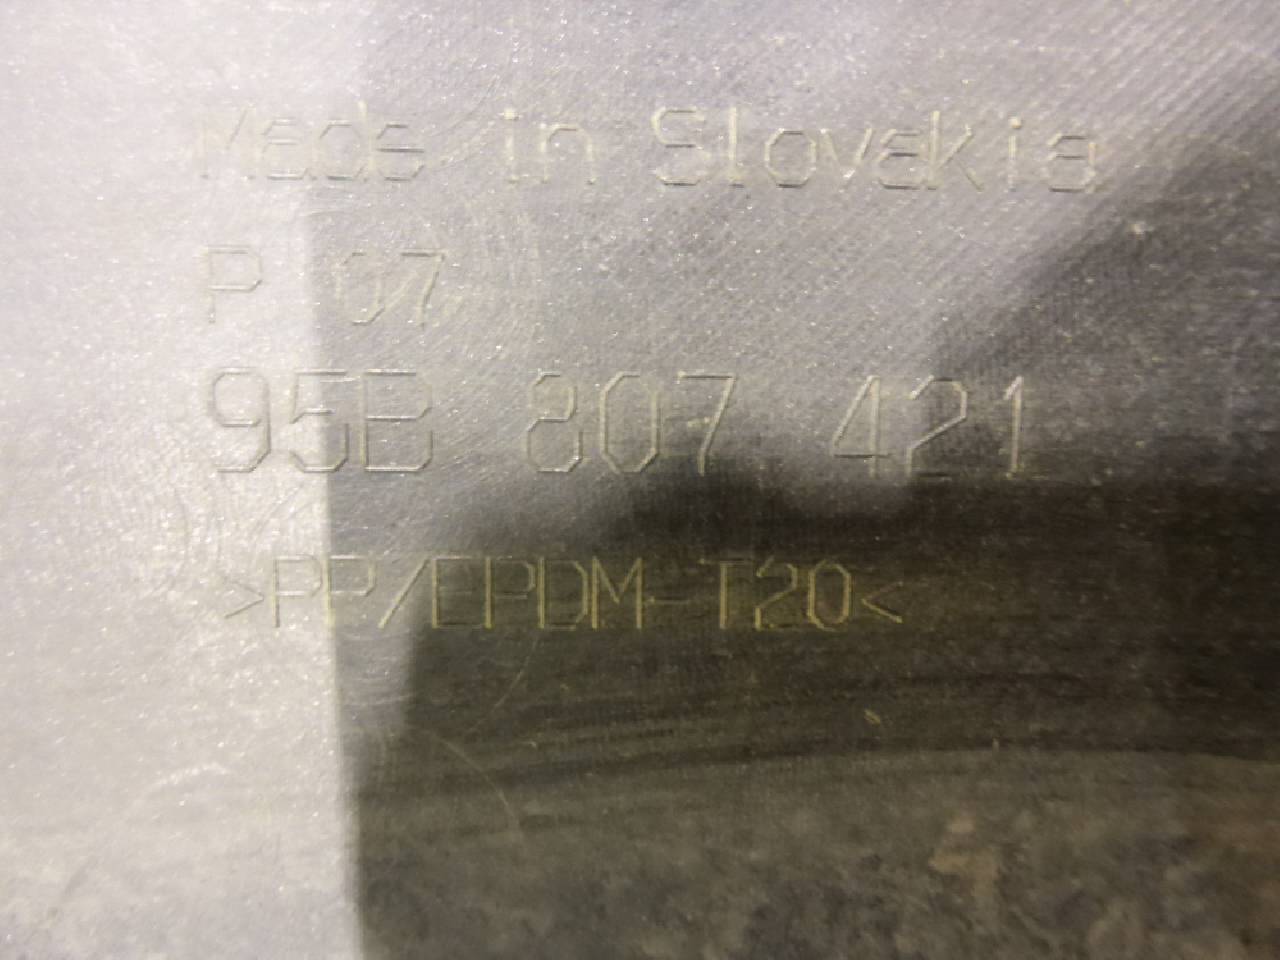 Made in Slovakia
P 07
95B 807 421
>PP/EPDM-T20<